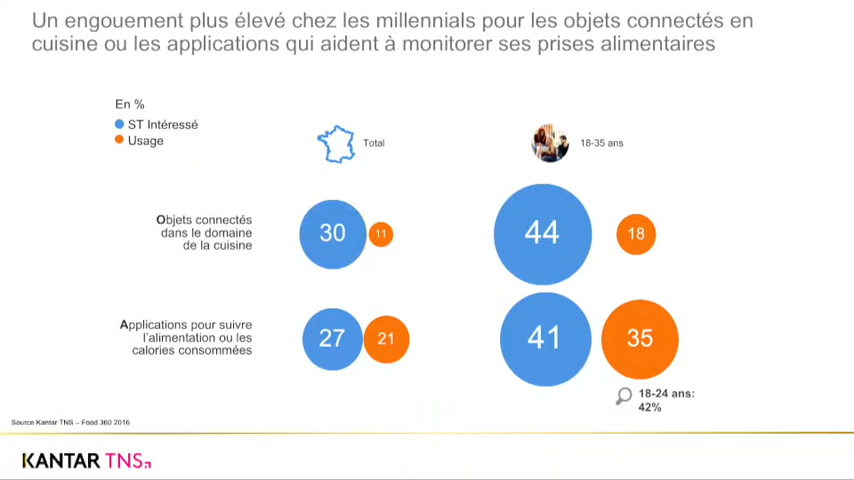 Un engouement plus élevé chez les millennials pour les objets connectés en
cuisine ou les applications qui aident à monitorer ses prises alimentaires
En %
ST Intéressé
Usage
Total
18-35 ans
Objets connectés
dans le domaine
de la cuisine
30
11
44
18
Applications pour suivre
l'alimentation ou les
calories consommées
27
21
41
35
18-24 ans:
42%
Source Kantar TNS – Food 360 2016
KANTAR TNS.